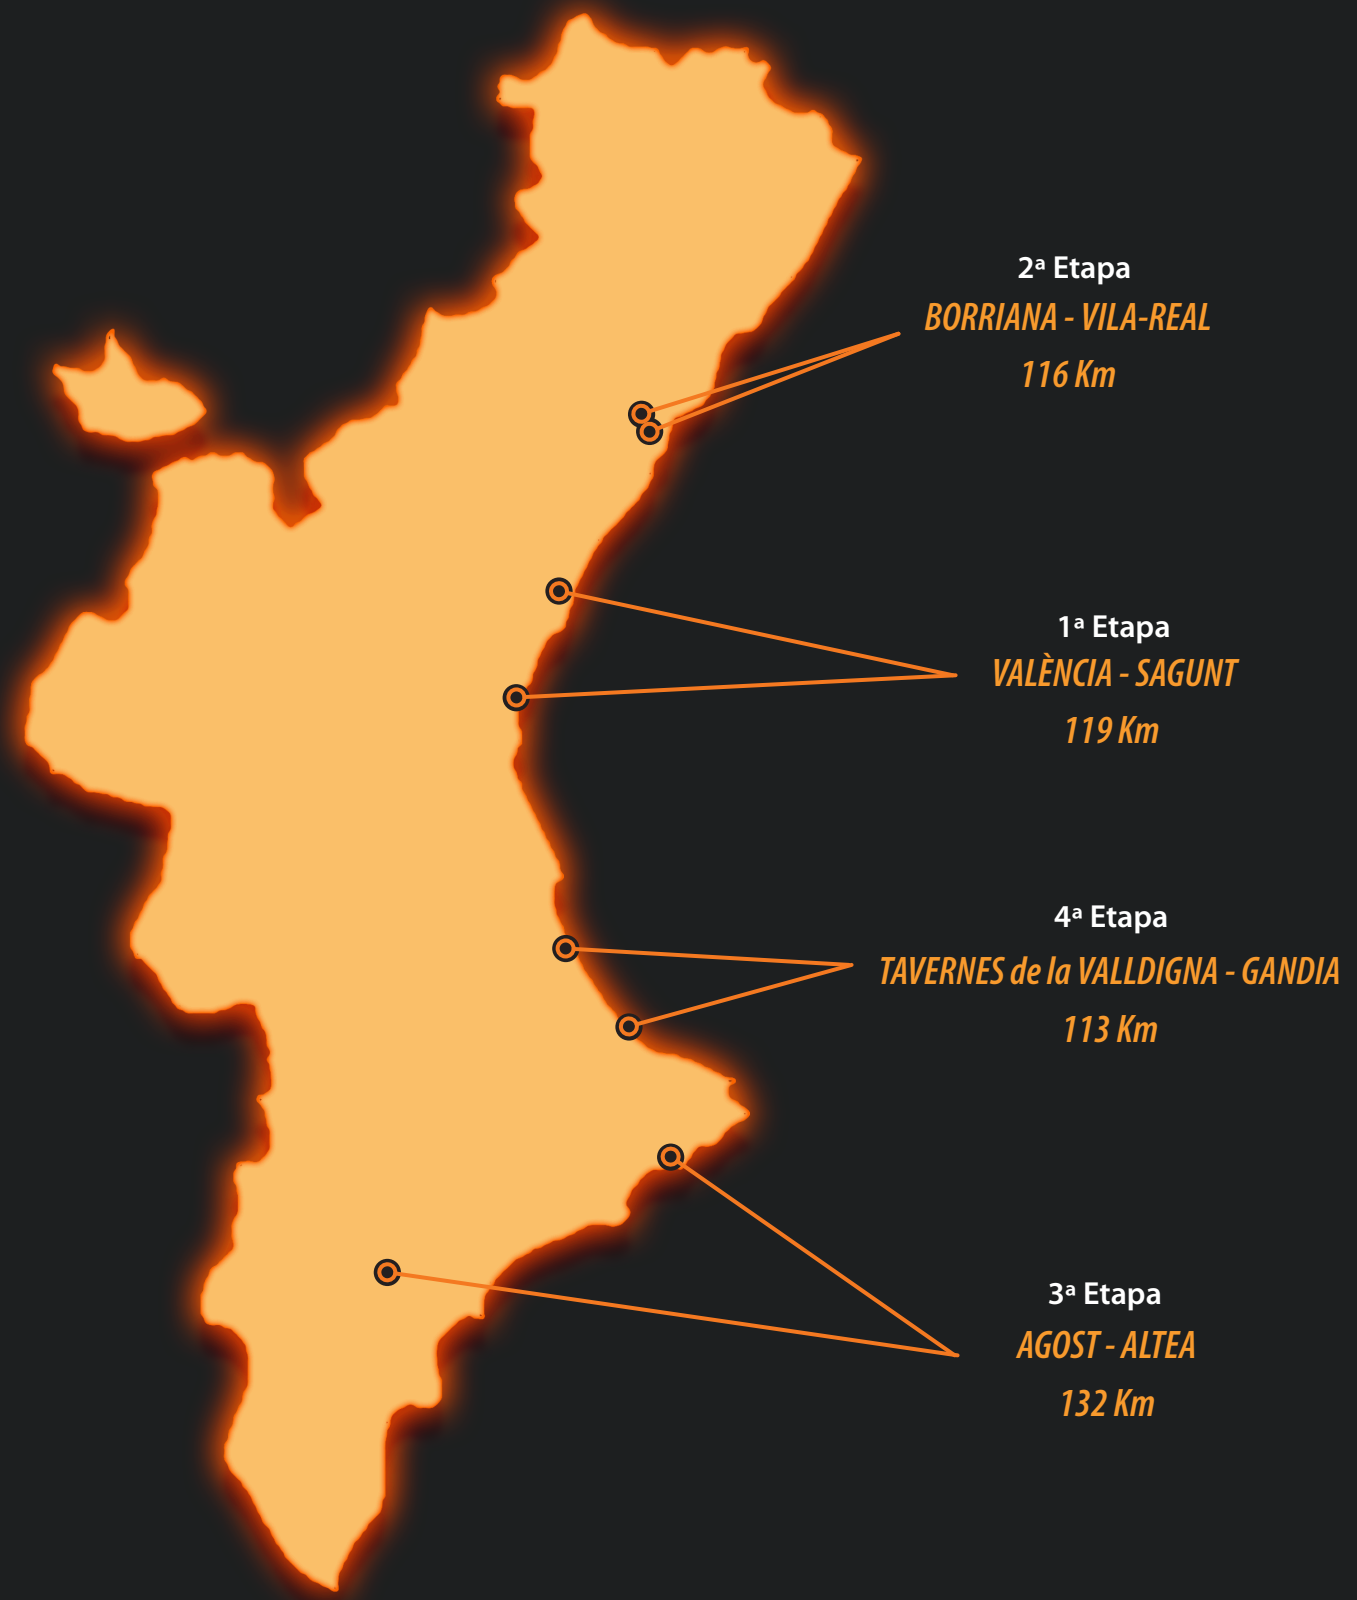 2ª Etapa
BORRIANA - VILA-REAL
116 Km
1ª Etapa
VALÈNCIA - SAGUNT
119 Km
4ª Etapa
TAVERNES de la VALLDIGNA - GANDIA
113 Km
3ª Etapa
AGOST - ALTEA
132 Km